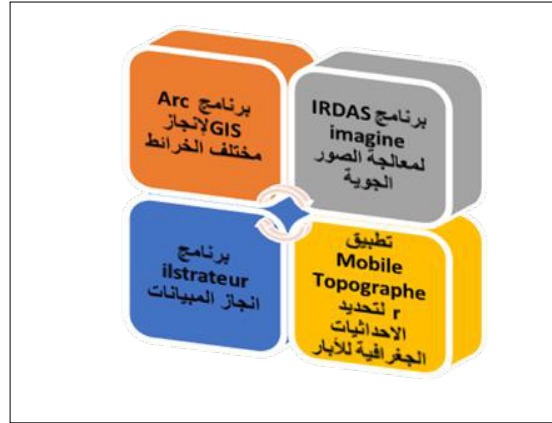 برنامج IRDAS
imagine
لمعالجة الصور
الجوية
برنامج Arc
GISلإنجاز
مختلف الخرائط
تطبيق
Mobile
Topographe
r لتحديد
الاحداثيات
الجغرافية للأبار
برنامج
ilstrateur
انجاز المبيانات